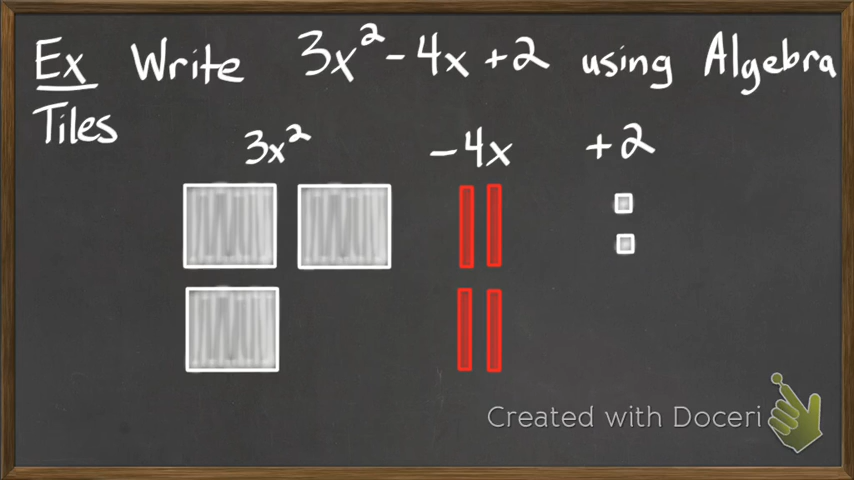 Ex Write 3x² - 4x + 2 using Algebra
Tiles
3x² - 4x + 2
Created with Doceri